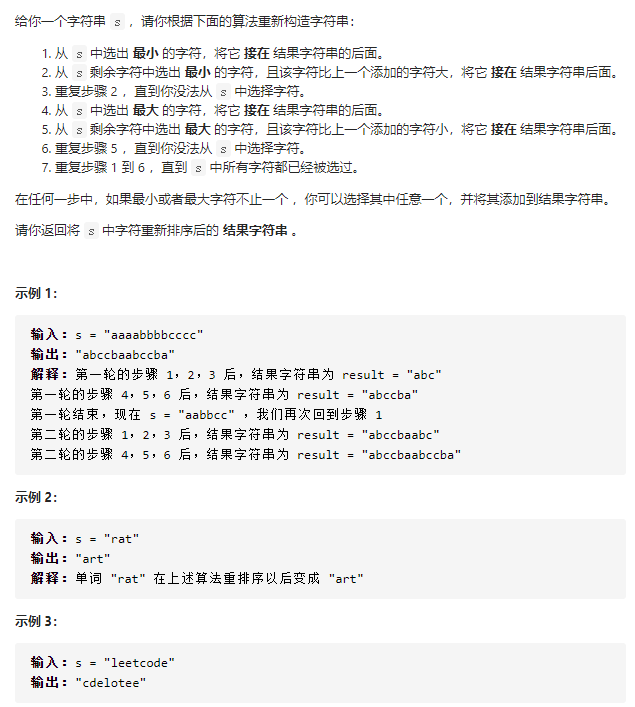 给你一个字符串 s ，请你根据下面的算法重新构造字符串：
1. 从 s 中选出 最小 的字符，将它 接在 结果字符串的后面。
2. 从 s 剩余字符中选出 最小 的字符，且该字符比上一个添加的字符大，将它 接在 结果字符串后面。
3. 重复步骤 2 ，直到你没法从 s 中选择字符。
4. 从 s 中选出 最大 的字符，将它 接在 结果字符串的后面。
5. 从 s 剩余字符中选出 最大 的字符，且该字符比上一个添加的字符小，将它 接在 结果字符串后面。
6. 重复步骤 5 ，直到你没法从 s 中选择字符。
7. 重复步骤 1 到 6 ，直到 s 中所有字符都已经被选过。
在任何一步中，如果最小或者最大字符不止一个 ，你可以选择其中任意一个，并将其添加到结果字符串。
请你返回将 s 中字符重新排序后的 结果字符串 。
示例 1：
输入：s = "aaaabbbbcccc"
输出："abccbaabccba"
解释：第一轮的步骤 1，2，3 后，结果字符串为 result = "abc"
第一轮的步骤 4，5，6 后，结果字符串为 result = "abccba"
第一轮结束，现在 s = "aabbcc" ，我们再次回到步骤 1
第二轮的步骤 1，2，3 后，结果字符串为 result = "abccbaabc"
第二轮的步骤 4，5，6 后，结果字符串为 result = "abccbaabccba"
示例 2：
输入：s = "rat"
输出："art"
解释：单词 "rat" 在上述算法重排序以后变成 "art"
示例 3：
输入：s = "leetcode"
输出："cdelotee"